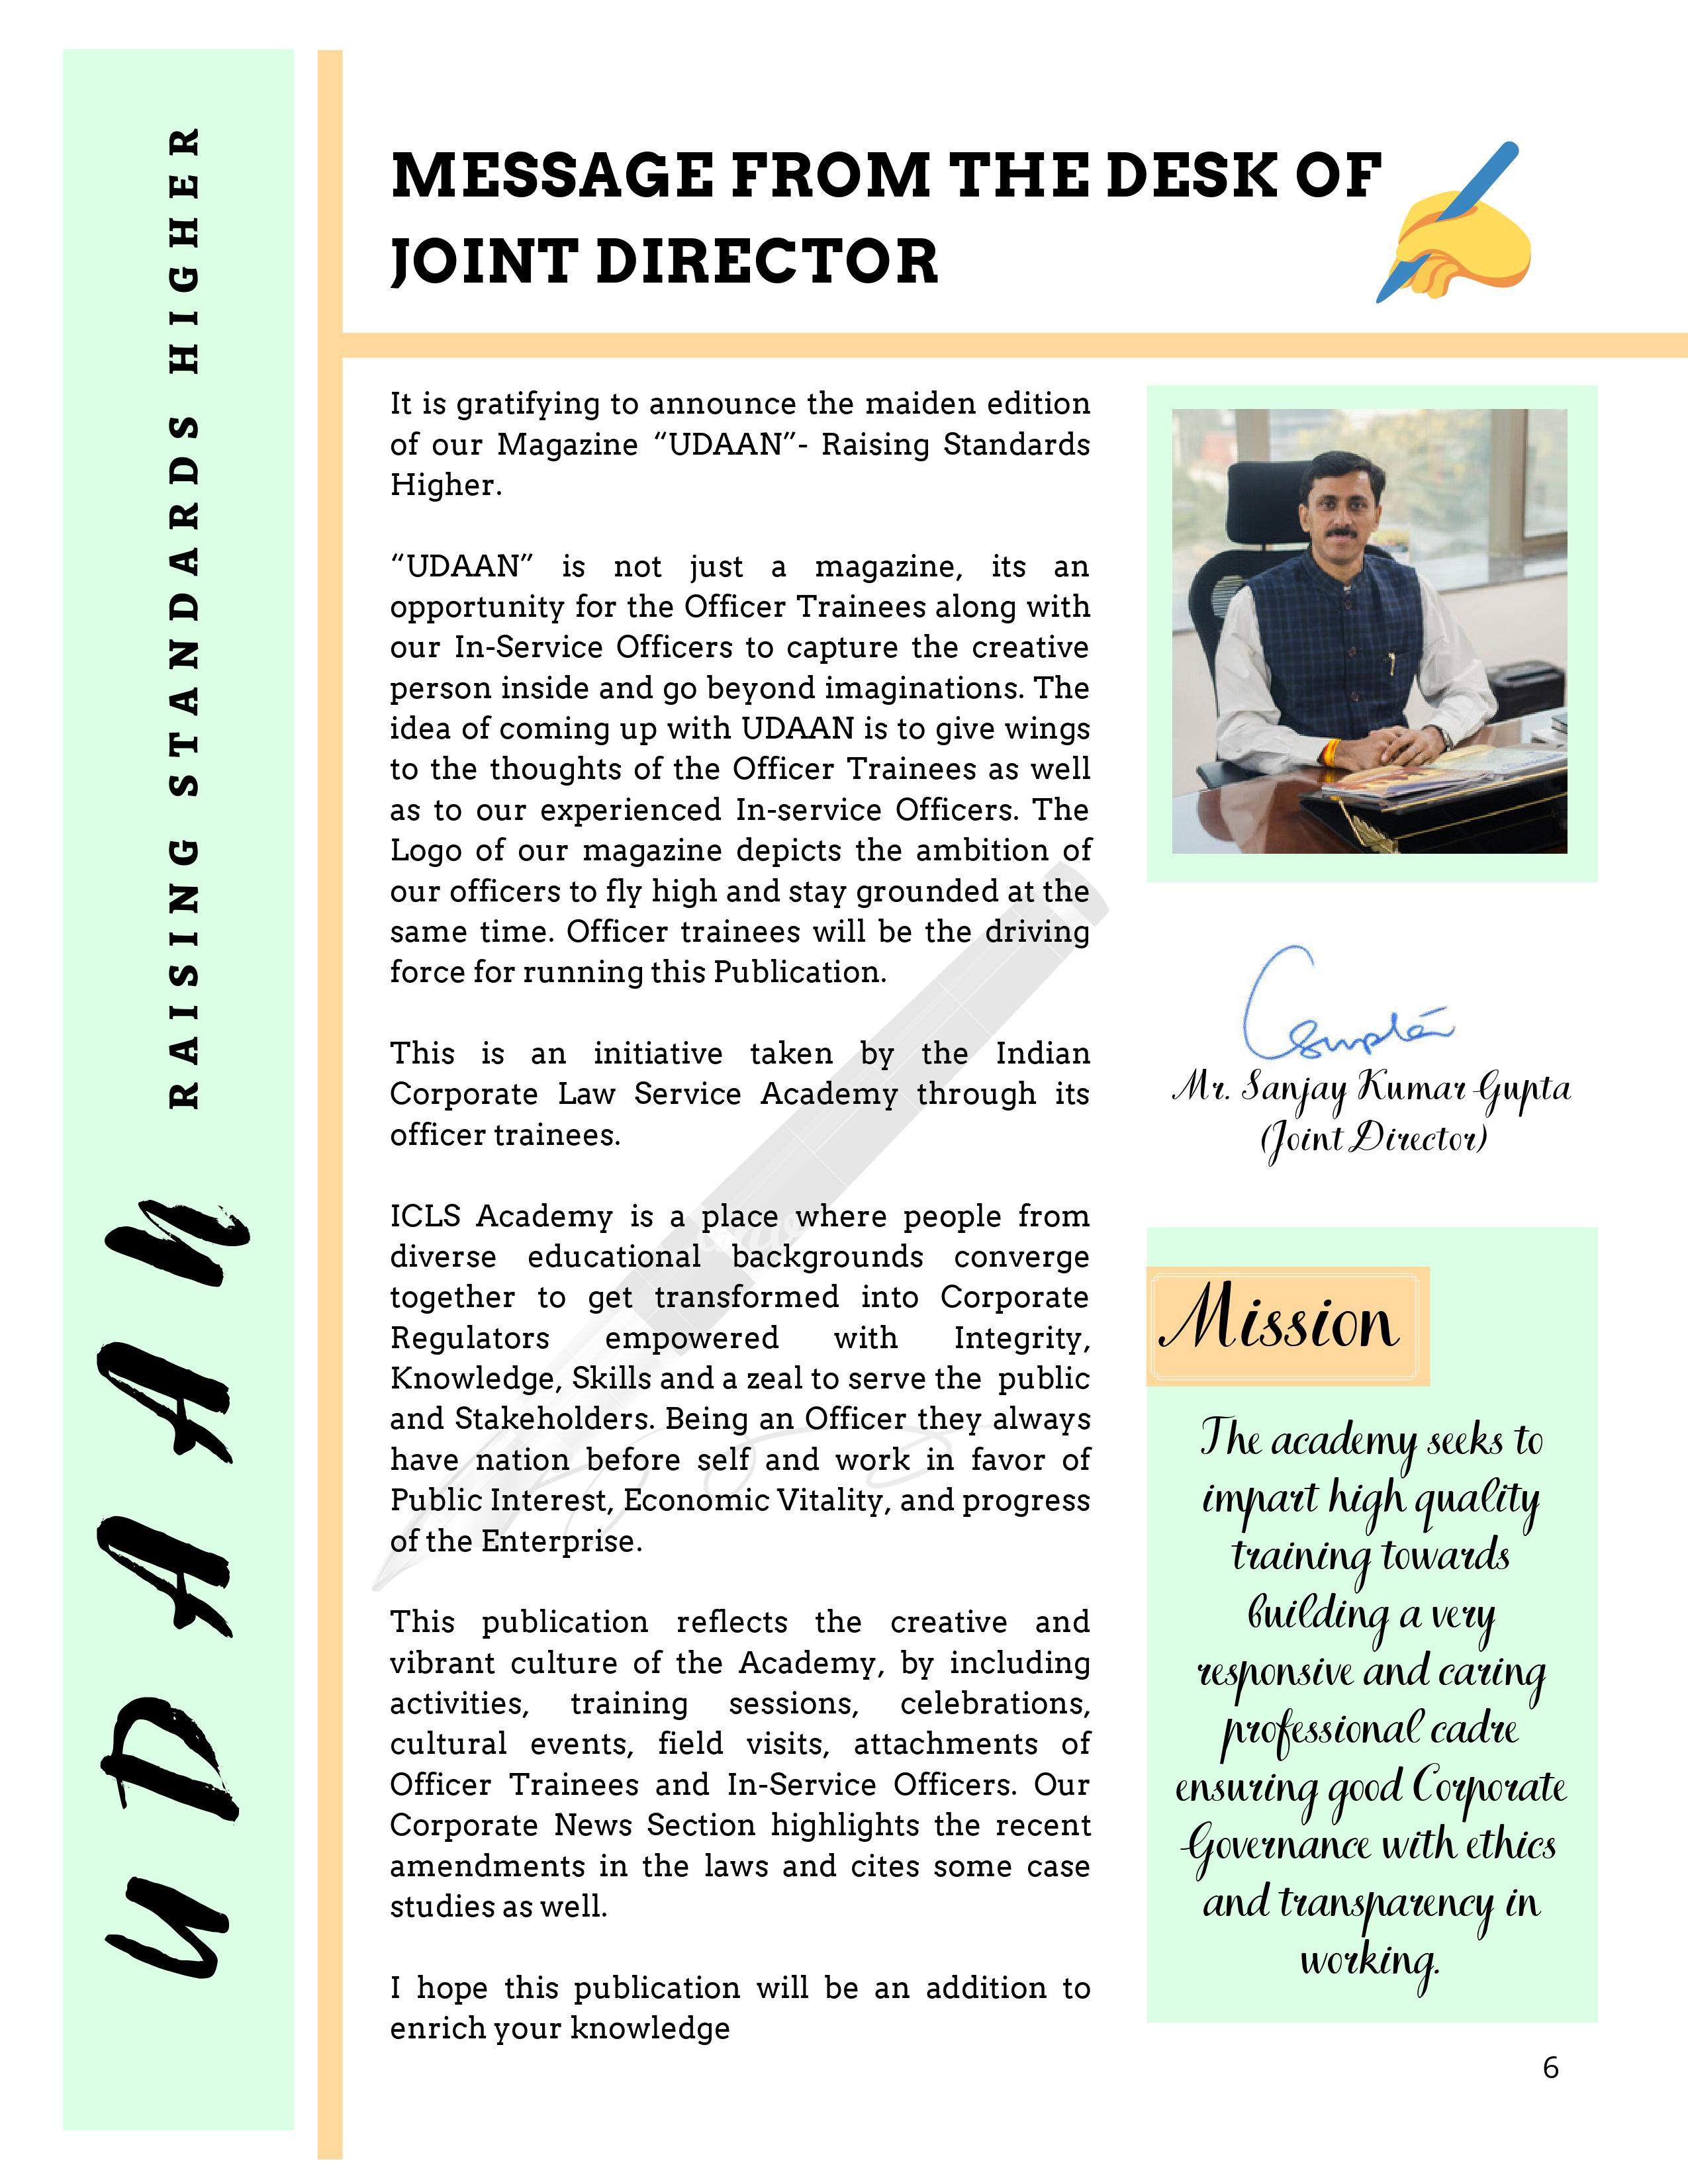 RAISING STANDARDS HIGHER
UDAAN
MESSAGE FROM THE DESK OF
JOINT DIRECTOR
It is gratifying to announce the maiden edition
of our Magazine “UDAAN”- Raising Standards
Higher.
“UDAAN” is not just a magazine, its an
opportunity for the Officer Trainees along with
our In-Service Officers to capture the creative
person inside and go beyond imaginations. The
idea of coming up with UDAAN is to give wings
to the thoughts of the Officer Trainees as well
as to our experienced In-service Officers. The
Logo of our magazine depicts the ambition of
our officers to fly high and stay grounded at the
same time. Officer trainees will be the driving
force for running this Publication.
This is an initiative taken by the Indian
Corporate Law Service Academy through its
officer trainees.
ICLS Academy is a place where people from
diverse educational backgrounds converge
together to get transformed into Corporate
Regulators empowered with Integrity,
Knowledge, Skills and a zeal to serve the public
and Stakeholders. Being an Officer they always
have nation before self and work in favor of
Public Interest, Economic Vitality, and progress
of the Enterprise.
This publication reflects the creative and
vibrant culture of the Academy, by including
activities, training sessions, celebrations,
cultural events, field visits, attachments of
Officer Trainees and In-Service Officers. Our
Corporate News Section highlights the recent
amendments in the laws and cites some case
studies as well.
I hope this publication will be an addition to
enrich your knowledge
Mr. Sanjay Kumar Gupta
(Joint Director)
Mission
The academy seeks to
impart high quality
training towards
building a very
responsive and caring
professional cadre
ensuring good Corporate
Governance with ethics
and transparency in
working.
6